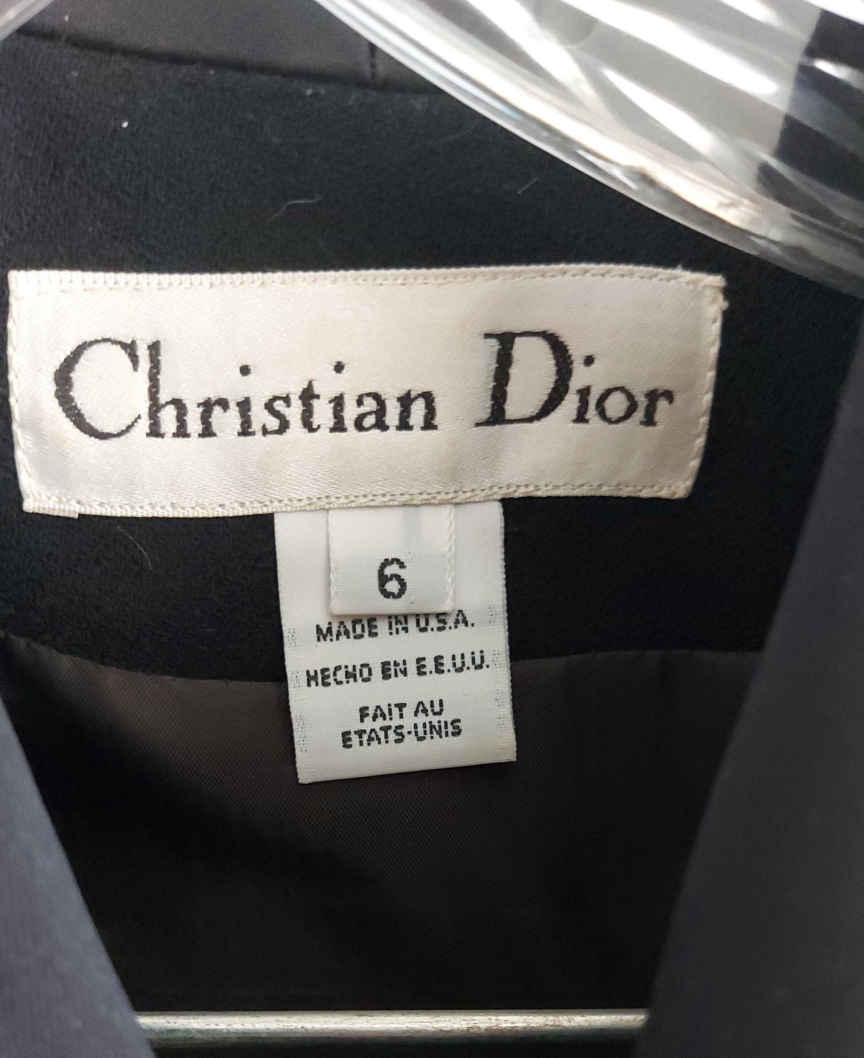 Christian Dior
6
MADE IN U.S.A.
HECHO EN E.E.U.U.
FAIT AU
ETATS-UNIS